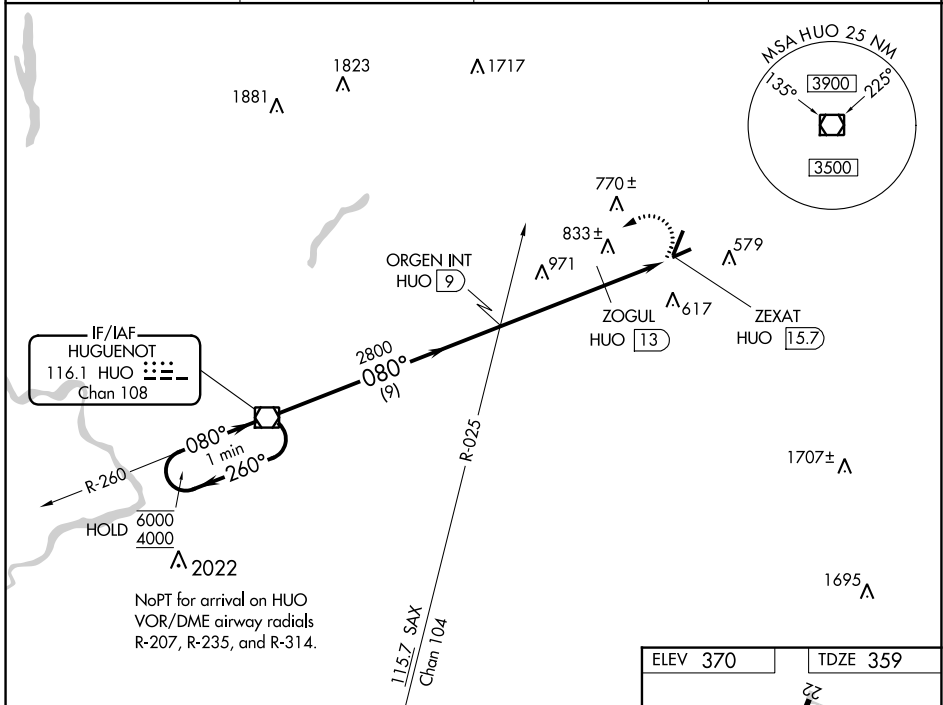 MSA HUO 25 NM
135°
3900
225°
3500
1823
1717
1881
770 ±
833 ±
579
971
ORGEN INT
HUO 9
617
ZOGUL
HUO 13
ZEXAT
HUO 15.7
IF/IAF
HUGUENOT
116.1 HUO
Chan 108
2800
080°
(9)
080°
1 min
260°
R-260
R-025
HOLD
6000
4000
2022
1707 ±
1695
NoPT for arrival on HUO
VOR/DME airway radials
R-207, R-235, and R-314.
115.7 SAX
Chan 104
ELEV 370
TDZE 359
22